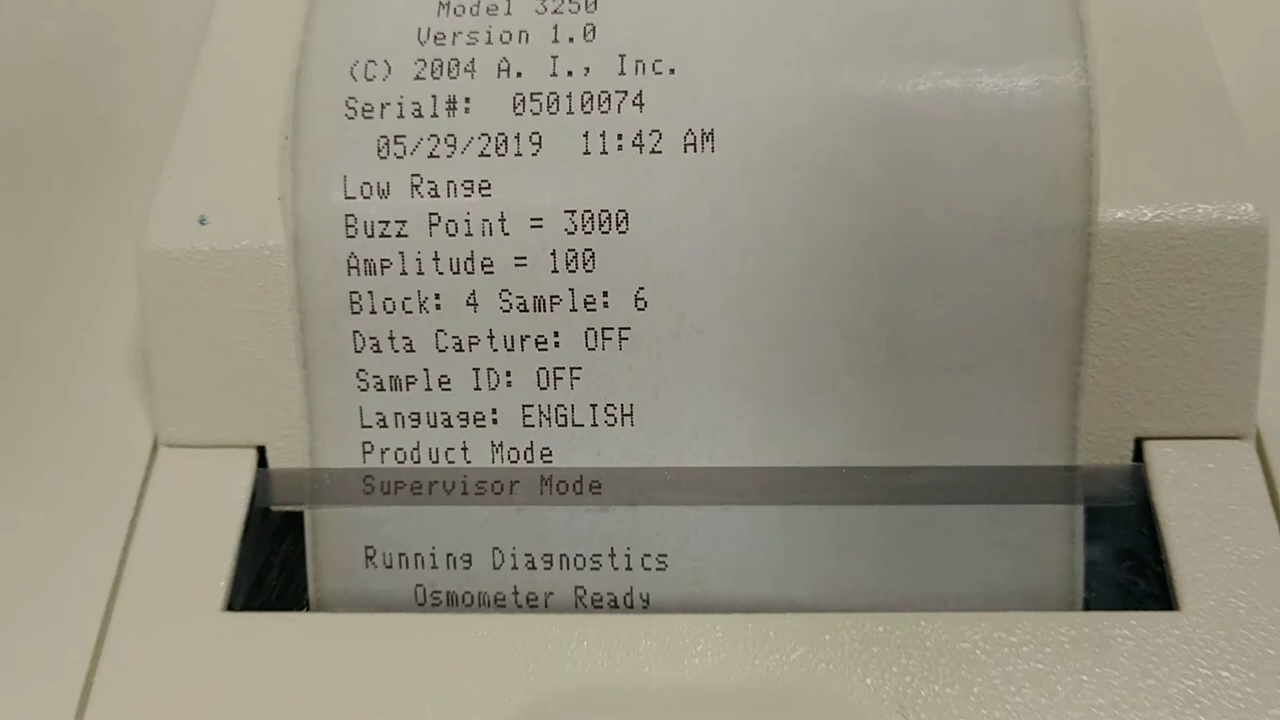 Model 3250
Version 1.0
(C) 2004 A. I., Inc.
Serial#: 05010074
05/29/2019 11:42 AM
Low Range
Buzz Point = 3000
Amplitude = 100
Block: 4 Sample: 6
Data Capture: OFF
Sample ID: OFF
Language: ENGLISH
Product Mode
Supervisor Mode
Running Diagnostics
Osmometer Ready